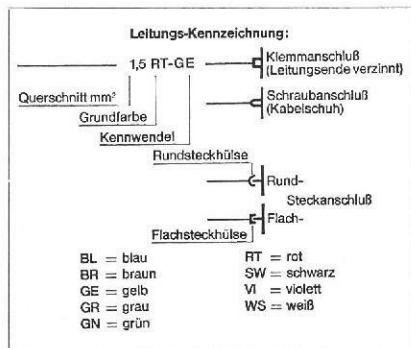 Leitungs-Kennzeichnung:
1,5 RT-GE
Klemmanschluß
(Leitungsende verzinnt)
Querschnitt mm²
Grundfarbe
Kennwendel
Schraubanschluß
(Kabelschuh)
Rundsteckhülse
Rund-
Steckanschluß
Flach-
Flachsteckhülse
BL = blau
BR = braun
GE = gelb
GR = grau
GN = grün
RT = rot
SW = schwarz
VI = violett
WS = weiß